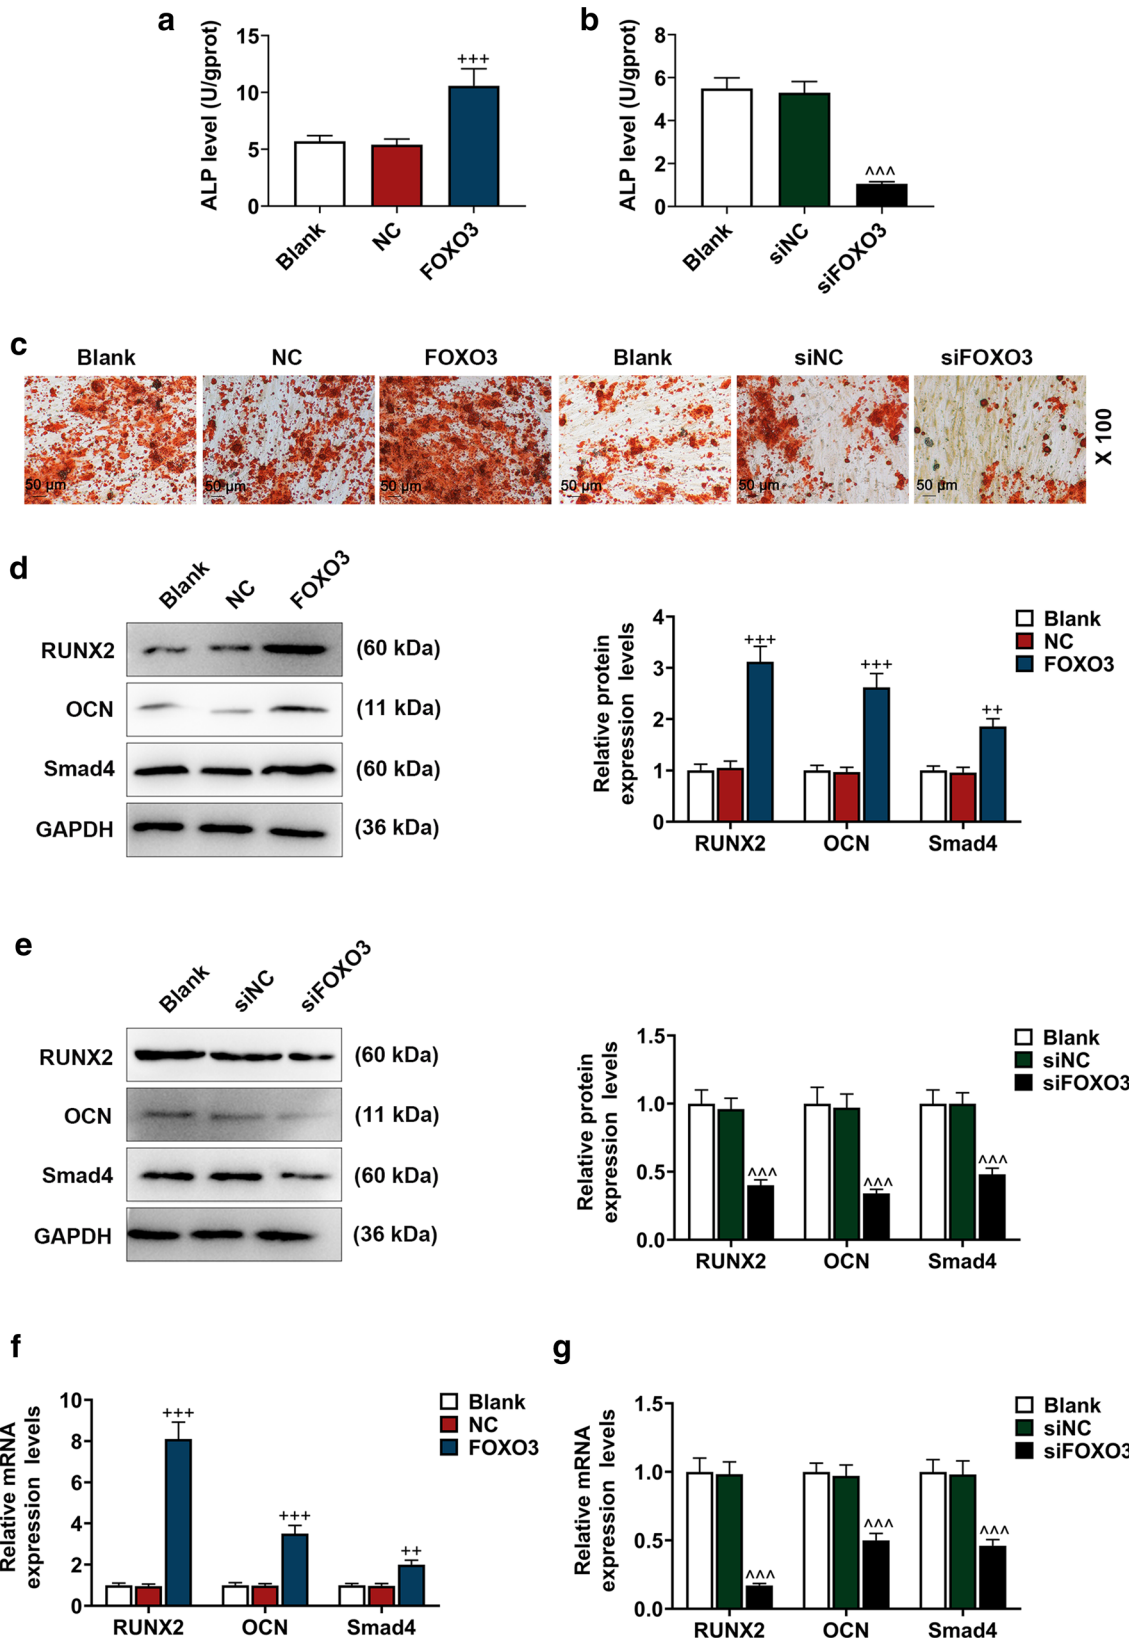 a
ALP level (U/gprot)
15
10
5
0
+++
Blank
NC
FOXO3
b
ALP level (U/gprot)
8
6
4
2
0
^^^
Blank
siNC
siFOXO3
c
Blank NC FOXO3 Blank siNC siFOXO3
50 μm 50 μm 50 μm 50 μm 50 μm 50 μm
X 100
d
Blank NC FOXO3
RUNX2 (60 kDa)
OCN (11 kDa)
Smad4 (60 kDa)
GAPDH (36 kDa)
Relative protein
expression levels
4
3
2
1
0
+++ +++ ++
RUNX2 OCN Smad4
Blank
NC
FOXO3
e
Blank siNC siFOXO3
RUNX2 (60 kDa)
OCN (11 kDa)
Smad4 (60 kDa)
GAPDH (36 kDa)
Relative protein
expression levels
1.5
1.0
0.5
0.0
^^^ ^^^ ^^^
RUNX2 OCN Smad4
Blank
siNC
siFOXO3
f
Relative mRNA
expression levels
10
8
6
4
2
0
+++ +++ ++
RUNX2 OCN Smad4
Blank
NC
FOXO3
g
Relative mRNA
expression levels
1.5
1.0
0.5
0.0
^^^ ^^^ ^^^
RUNX2 OCN Smad4
Blank
siNC
siFOXO3